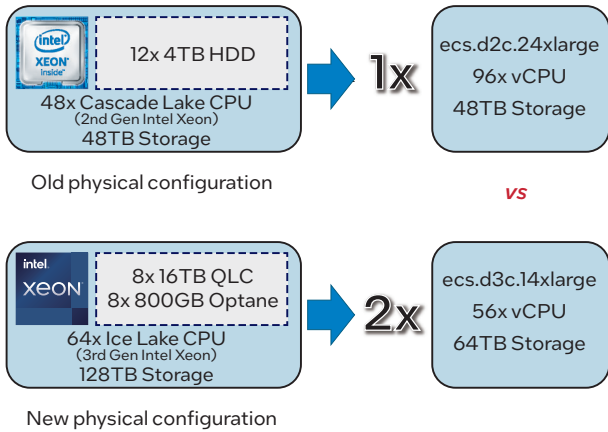 intel
XEON
Inside
12x 4TB HDD
48x Cascade Lake CPU
(2nd Gen Intel Xeon)
48TB Storage
1x
ecs.d2c.24xlarge
96x vCPU
48TB Storage
Old physical configuration
vs
intel.
XEON
8x 16TB QLC
8x 800GB Optane
64x Ice Lake CPU
(3rd Gen Intel Xeon)
128TB Storage
2x
ecs.d3c.14xlarge
56x vCPU
64TB Storage
New physical configuration